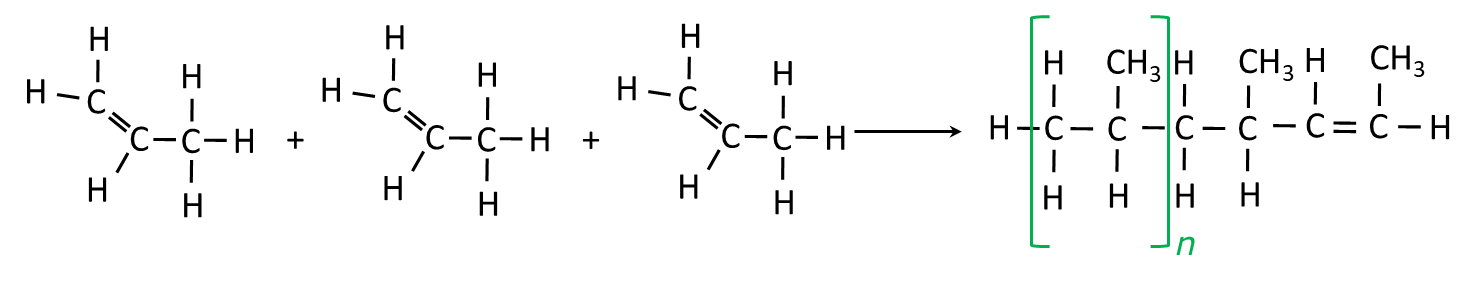 H H H H CH₃ H CH₃ H CH₃
H C H H C H H C H
C C H + C C H + C C H H C C C C C C H
H H H H H H H H H H
n